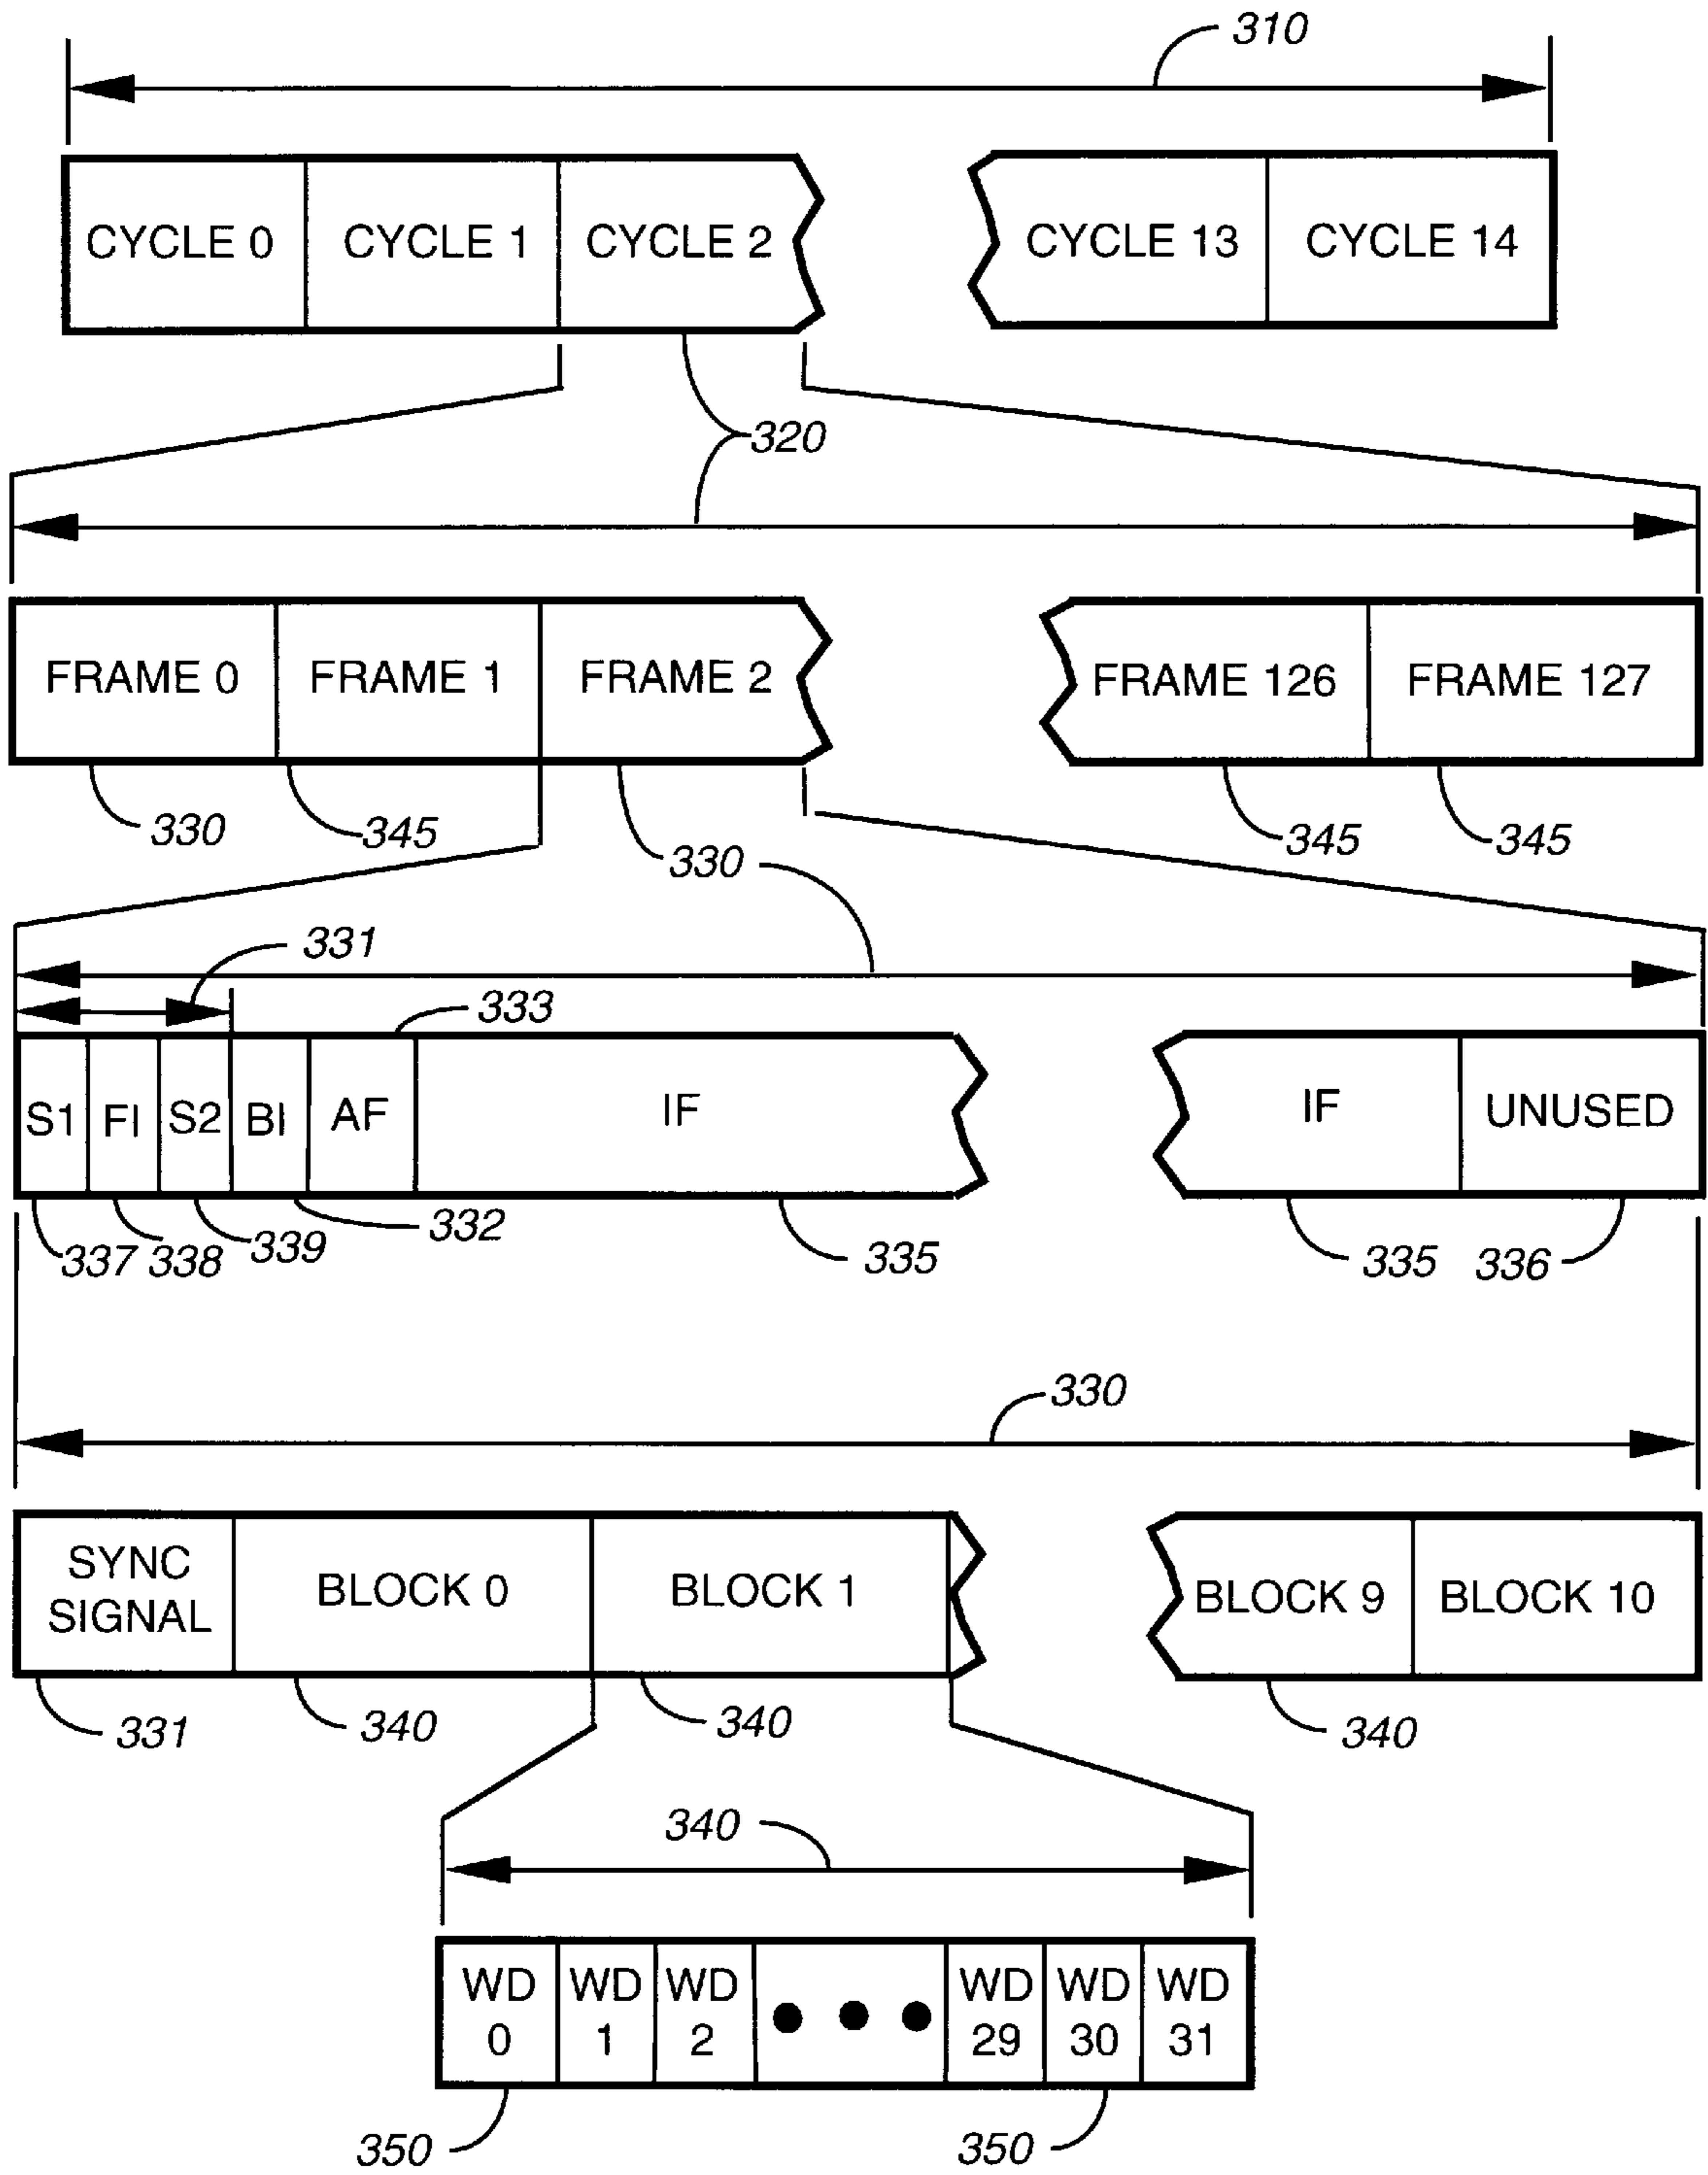 310
CYCLE 0 CYCLE 1 CYCLE 2 CYCLE 13 CYCLE 14
320
FRAME 0 FRAME 1 FRAME 2 FRAME 126 FRAME 127
330 345 330 345 345
331
333
S1 FI S2 BI AF IF IF UNUSED
337 338 339 332 335 335 336
330
SYNC
SIGNAL BLOCK 0 BLOCK 1 BLOCK 9 BLOCK 10
331 340 340 340
340
WD WD WD WD WD WD
0 1 2 29 30 31
350 350